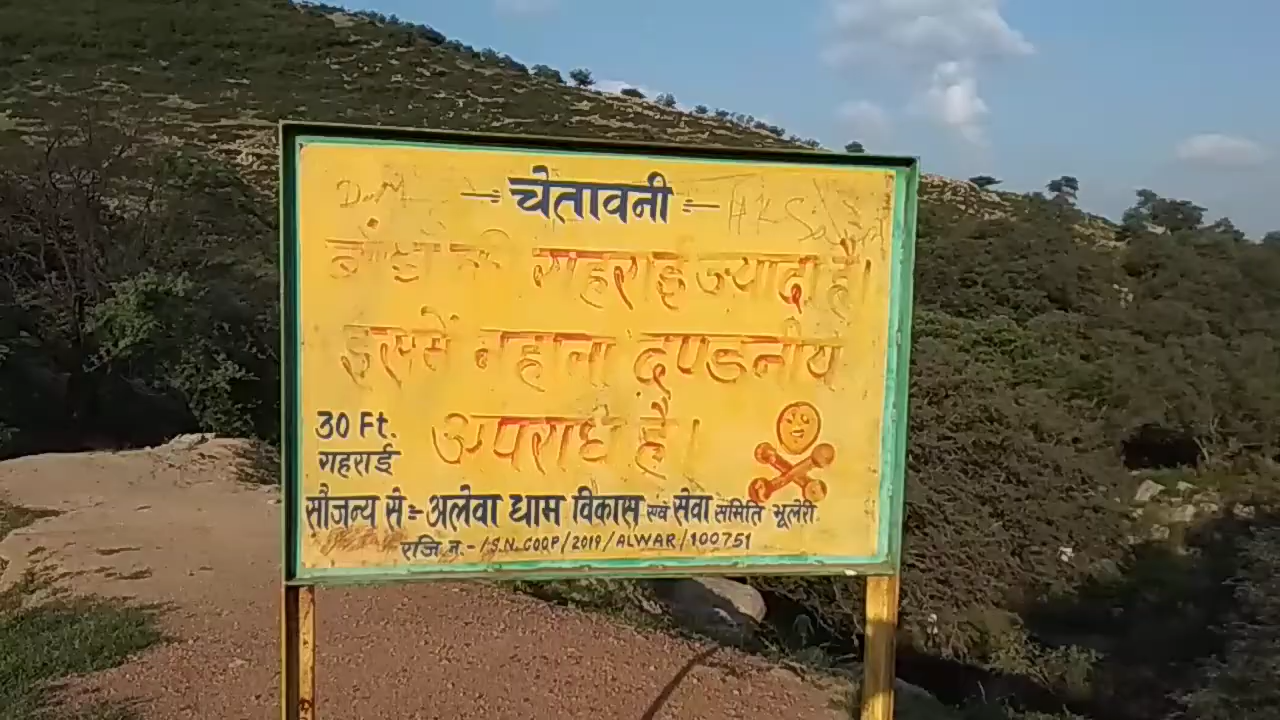 चेतावनी
की गहराई ज्यादा है।
इसमें नहाना दण्डनीय
अपराध है।
30 Ft.
गहराई
सौजन्य से:- अलेवा धाम विकास एवं सेवा समिति भूलेरी
रजि न.-/S.N.COOP/2019/ALWAR/100751